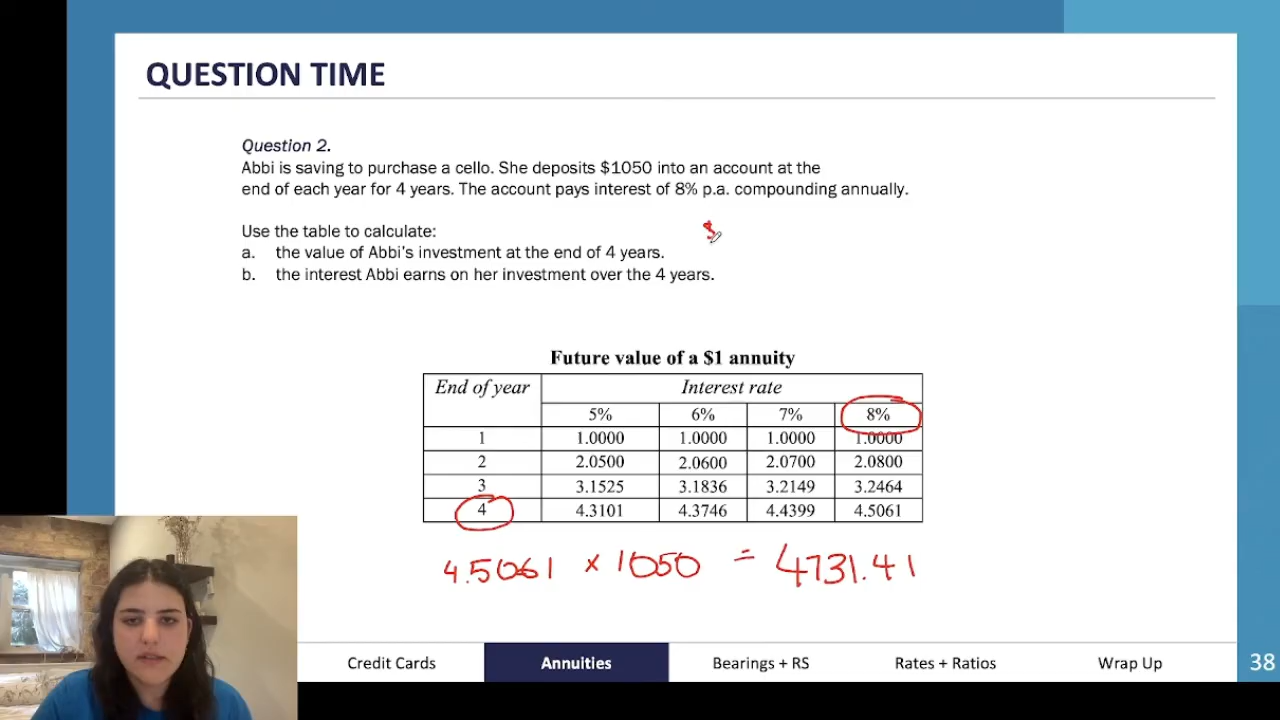 QUESTION TIME
Question 2.
Abbi is saving to purchase a cello. She deposits $1050 into an account at the
end of each year for 4 years. The account pays interest of 8% p.a. compounding annually.
Use the table to calculate:
$
a. the value of Abbi's investment at the end of 4 years.
b. the interest Abbi earns on her investment over the 4 years.
Future value of a $1 annuity
End of year Interest rate
5% 6% 7% 8%
1 1.0000 1.0000 1.0000 1.0000
2 2.0500 2.0600 2.0700 2.0800
3 3.1525 3.1836 3.2149 3.2464
4 4.3101 4.3746 4.4399 4.5061
4.5061 × 1050 = 4731.41
Credit Cards Annuities Bearings + RS Rates + Ratios Wrap Up 38